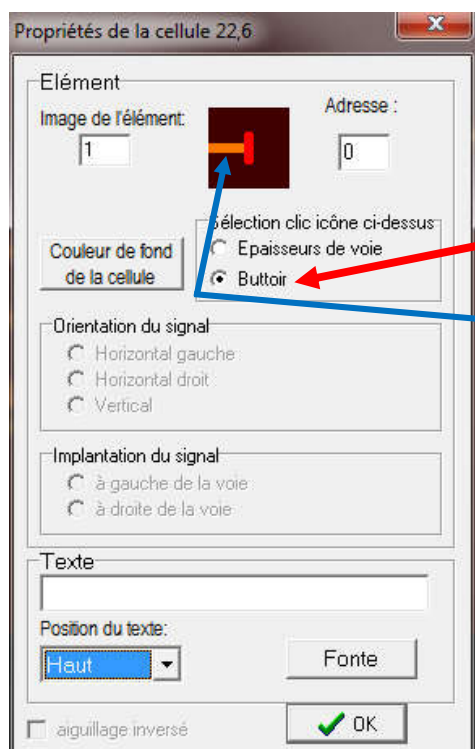 Propriétés de la cellule 22,6
Elément
Image de l'élément:
Adresse :
1
0
Sélection clic icône ci-dessus
Couleur de fond
de la cellule
Epaisseurs de voie
Buttoir
Orientation du signal
Horizontal gauche
Horizontal droit
Vertical
Implantation du signal
à gauche de la voie
à droite de la voie
Texte
Position du texte:
Haut
Fonte
aiguillage inversé
OK